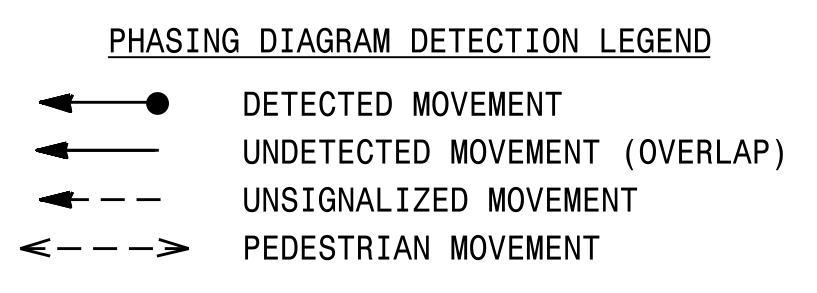 PHASING DIAGRAM DETECTION LEGEND
DETECTED MOVEMENT
UNDETECTED MOVEMENT (OVERLAP)
UNSIGNALIZED MOVEMENT
PEDESTRIAN MOVEMENT